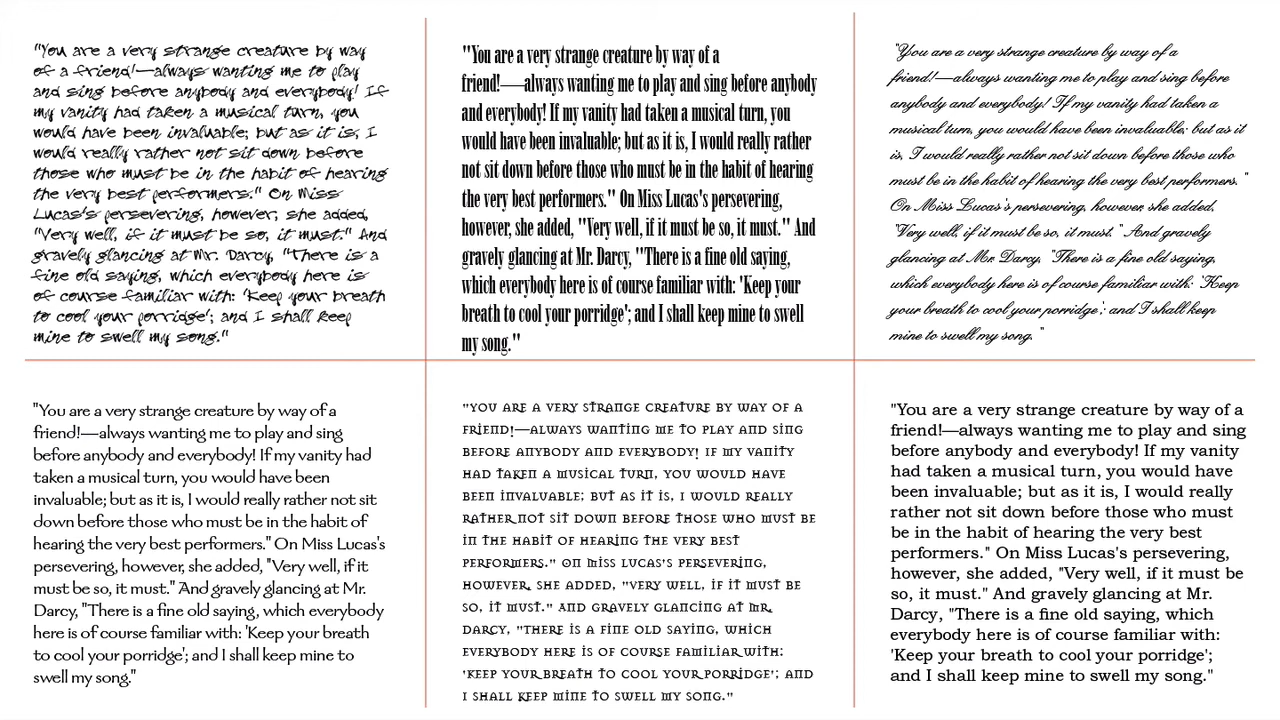 "You are a very strange creature by way
of a friend!—always wanting me to play
and sing before anybody and everybody! If
my vanity had taken a musical turn, you
would have been invaluable; but as it is, I
would really rather not sit down before
those who must be in the habit of hearing
the very best performers." On Miss
Lucas's persevering, however, she added,
"Very well, if it must be so, it must." And
gravely glancing at Mr. Darcy, "There is a
fine old saying, which everybody here is
of course familiar with: 'Keep your breath
to cool your porridge'; and I shall keep
mine to swell my song."
"You are a very strange creature by way of a
friend!—always wanting me to play and sing before anybody
and everybody! If my vanity had taken a musical turn, you
would have been invaluable; but as it is, I would really rather
not sit down before those who must be in the habit of hearing
the very best performers." On Miss Lucas's persevering,
however, she added, "Very well, if it must be so, it must." And
gravely glancing at Mr. Darcy, "There is a fine old saying,
which everybody here is of course familiar with: 'Keep your
breath to cool your porridge'; and I shall keep mine to swell
my song."
"You are a very strange creature by way of a
friend!—always wanting me to play and sing before
anybody and everybody! If my vanity had taken a
musical turn, you would have been invaluable; but as it
is, I would really rather not sit down before those who
must be in the habit of hearing the very best performers."
On Miss Lucas's persevering, however, she added,
"Very well, if it must be so, it must." And gravely
glancing at Mr. Darcy, "There is a fine old saying,
which everybody here is of course familiar with: 'Keep
your breath to cool your porridge'; and I shall keep
mine to swell my song."
"You are a very strange creature by way of a
friend!—always wanting me to play and sing
before anybody and everybody! If my vanity had
taken a musical turn, you would have been
invaluable; but as it is, I would really rather not sit
down before those who must be in the habit of
hearing the very best performers." On Miss Lucas's
persevering, however, she added, "Very well, if it
must be so, it must." And gravely glancing at Mr.
Darcy, "There is a fine old saying, which everybody
here is of course familiar with: 'Keep your breath
to cool your porridge'; and I shall keep mine to
swell my song."
"YOU ARE A VERY STRANGE CREATURE BY WAY OF A
FRIEND!—ALWAYS WANTING ME TO PLAY AND SING
BEFORE ANYBODY AND EVERYBODY! IF MY VANITY
HAD TAKEN A MUSICAL TURN, YOU WOULD HAVE
BEEN INVALUABLE; BUT AS IT IS, I WOULD REALLY
RATHER NOT SIT DOWN BEFORE THOSE WHO MUST BE
IN THE HABIT OF HEARING THE VERY BEST
PERFORMERS." ON MISS LUCAS'S PERSEVERING,
HOWEVER, SHE ADDED, "VERY WELL, IF IT MUST BE
SO, IT MUST." AND GRAVELY GLANCING AT MR.
DARCY, "THERE IS A FINE OLD SAYING, WHICH
EVERYBODY HERE IS OF COURSE FAMILIAR WITH:
'KEEP YOUR BREATH TO COOL YOUR PORRIDGE'; AND
I SHALL KEEP MINE TO SWELL MY SONG."
"You are a very strange creature by way of a
friend!—always wanting me to play and sing
before anybody and everybody! If my vanity
had taken a musical turn, you would have
been invaluable; but as it is, I would really
rather not sit down before those who must
be in the habit of hearing the very best
performers." On Miss Lucas's persevering,
however, she added, "Very well, if it must be
so, it must." And gravely glancing at Mr.
Darcy, "There is a fine old saying, which
everybody here is of course familiar with:
'Keep your breath to cool your porridge';
and I shall keep mine to swell my song."